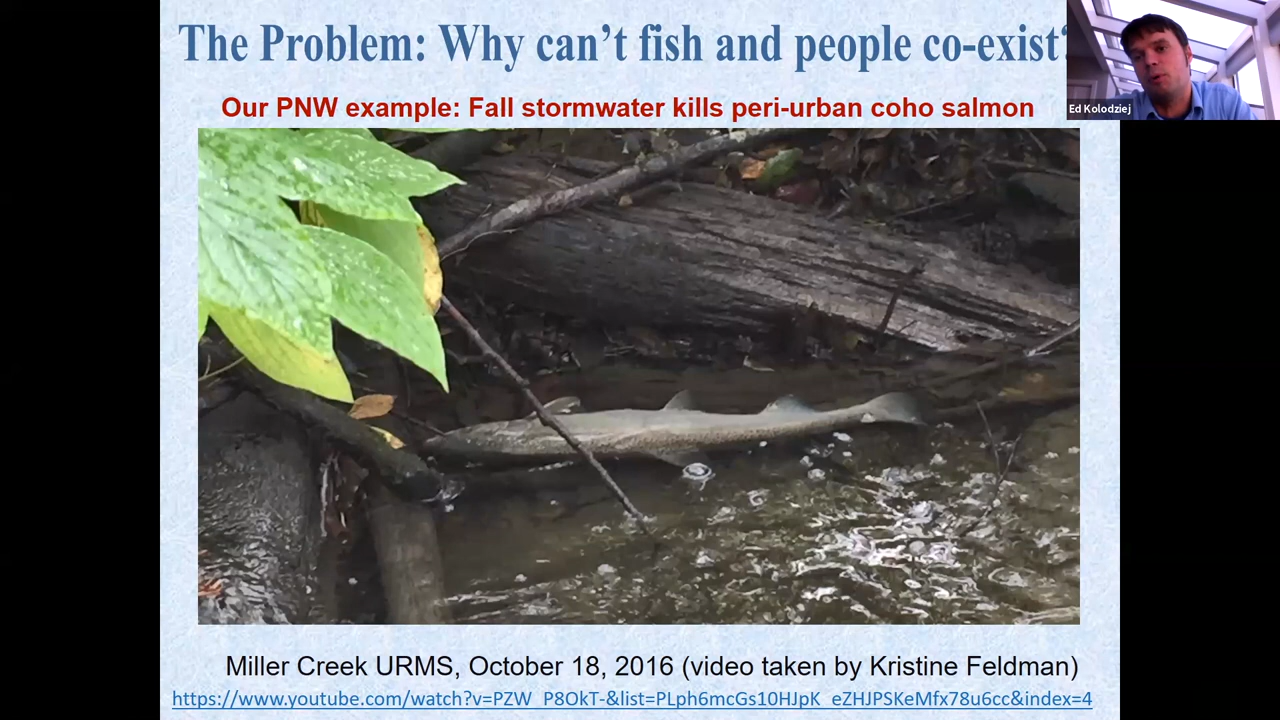 The Problem: Why can’t fish and people co-exist?
Ed Kolodziej
Our PNW example: Fall stormwater kills peri-urban coho salmon
Miller Creek URMS, October 18, 2016 (video taken by Kristine Feldman)
https://www.youtube.com/watch?v=PZW_P8OkT-&list=PLph6mcGs10HJpK_eZHJPSKeMfx78u6cc&index=4